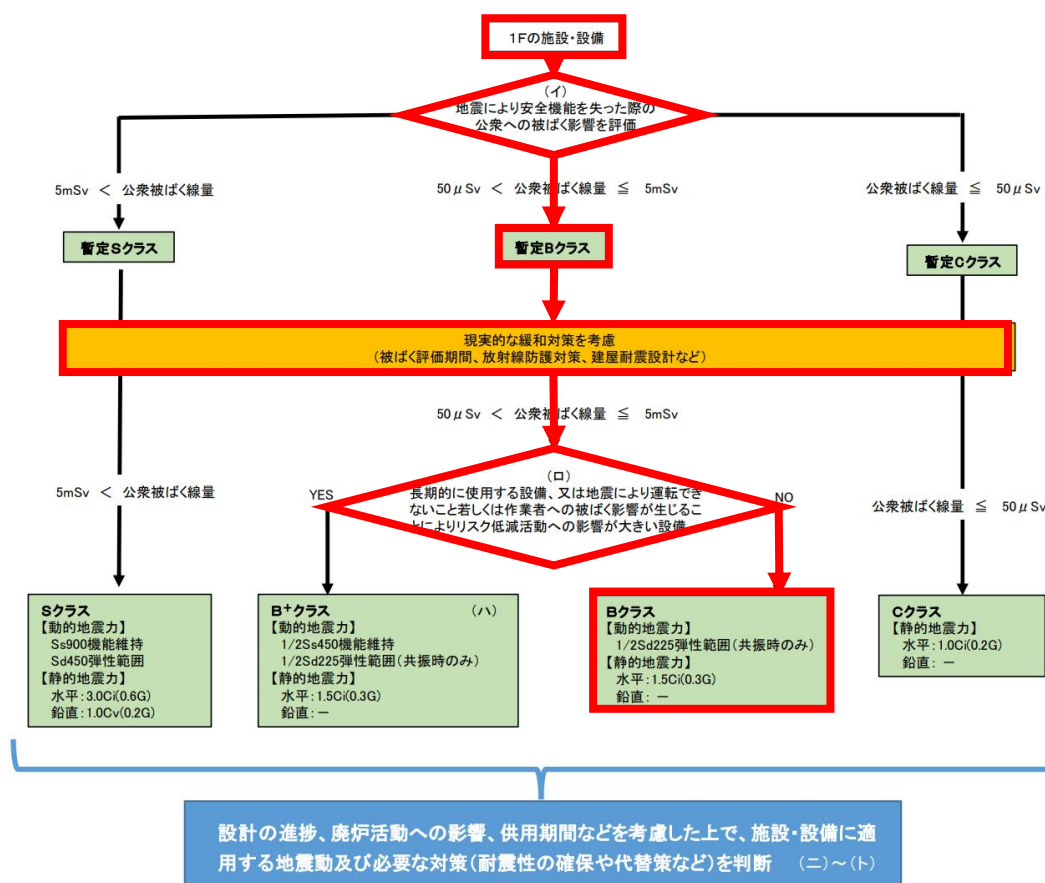 1Fの施設・設備
(イ)
地震により安全機能を失った際の
公衆への被ばく影響を評価
5mSv ＜ 公衆被ばく線量
50μSv ＜ 公衆被ばく線量 ≦ 5mSv
公衆被ばく線量 ≦ 50μSv
暫定Sクラス
暫定Bクラス
暫定Cクラス
現実的な緩和対策を考慮
(被ばく評価期間、放射線防護対策、建屋耐震設計など)
50μSv ＜ 公衆被ばく線量 ≦ 5mSv
5mSv ＜ 公衆被ばく線量
公衆被ばく線量 ≦ 50μSv
(ロ)
長期的に使用する設備、又は地震により運転でき
ないこと若しくは作業者への被ばく影響が生じるこ
とによりリスク低減活動への影響が大きい設備
YES
NO
Sクラス
【動的地震力】
Ss900機能維持
Sd450弾性範囲
【静的地震力】
水平:3.0Ci(0.6G)
鉛直:1.0Cv(0.2G)
B⁺クラス (ハ)
【動的地震力】
1/2Ss450機能維持
1/2Sd225弾性範囲(共振時のみ)
【静的地震力】
水平:1.5Ci(0.3G)
鉛直:－
Bクラス
【動的地震力】
1/2Sd225弾性範囲(共振時のみ)
【静的地震力】
水平:1.5Ci(0.3G)
鉛直: －
Cクラス
【静的地震力】
水平:1.0Ci(0.2G)
鉛直: －
設計の進捗、廃炉活動への影響、供用期間などを考慮した上で、施設・設備に適
用する地震動及び必要な対策(耐震性の確保や代替策など)を判断 (ニ)～(ト)